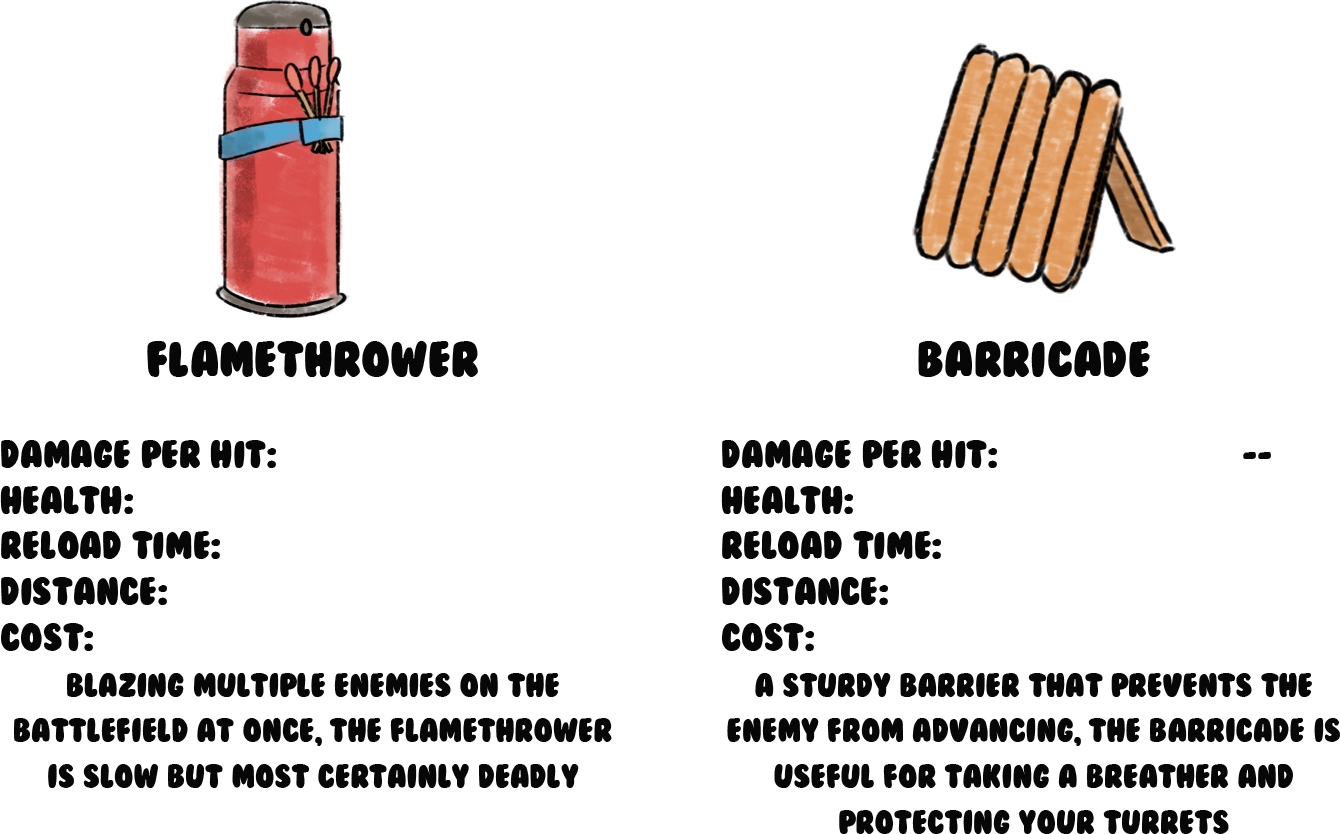 FLAMETHROWER
DAMAGE PER HIT:
HEALTH:
RELOAD TIME:
DISTANCE:
COST:
BLAZING MULTIPLE ENEMIES ON THE
BATTLEFIELD AT ONCE, THE FLAMETHROWER
IS SLOW BUT MOST CERTAINLY DEADLY
BARRICADE
DAMAGE PER HIT: --
HEALTH:
RELOAD TIME:
DISTANCE:
COST:
A STURDY BARRIER THAT PREVENTS THE
ENEMY FROM ADVANCING, THE BARRICADE IS
USEFUL FOR TAKING A BREATHER AND
PROTECTING YOUR TURRETS